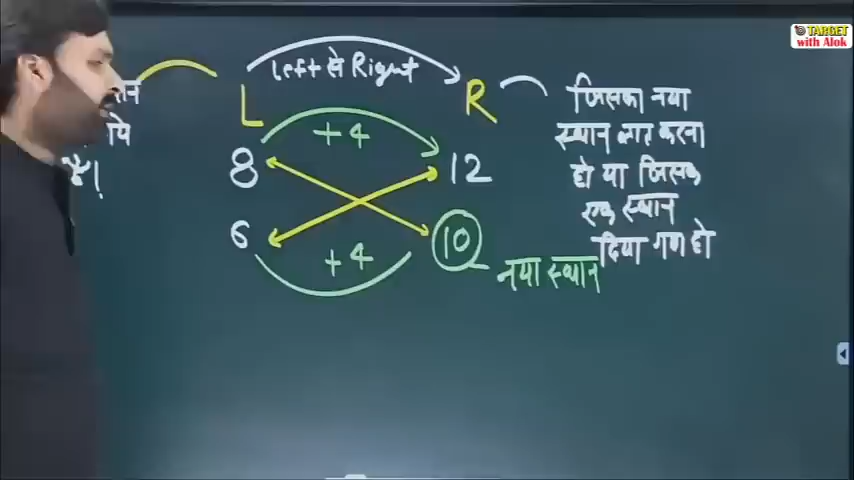 TARGET
with Alok
Left से Right
L
R
+4
8
12
6
10
+4
नया स्थान
जिसका नया
स्थान ज्ञात करना
हो या जिसके
एक स्थान
दिया गया हो
है।